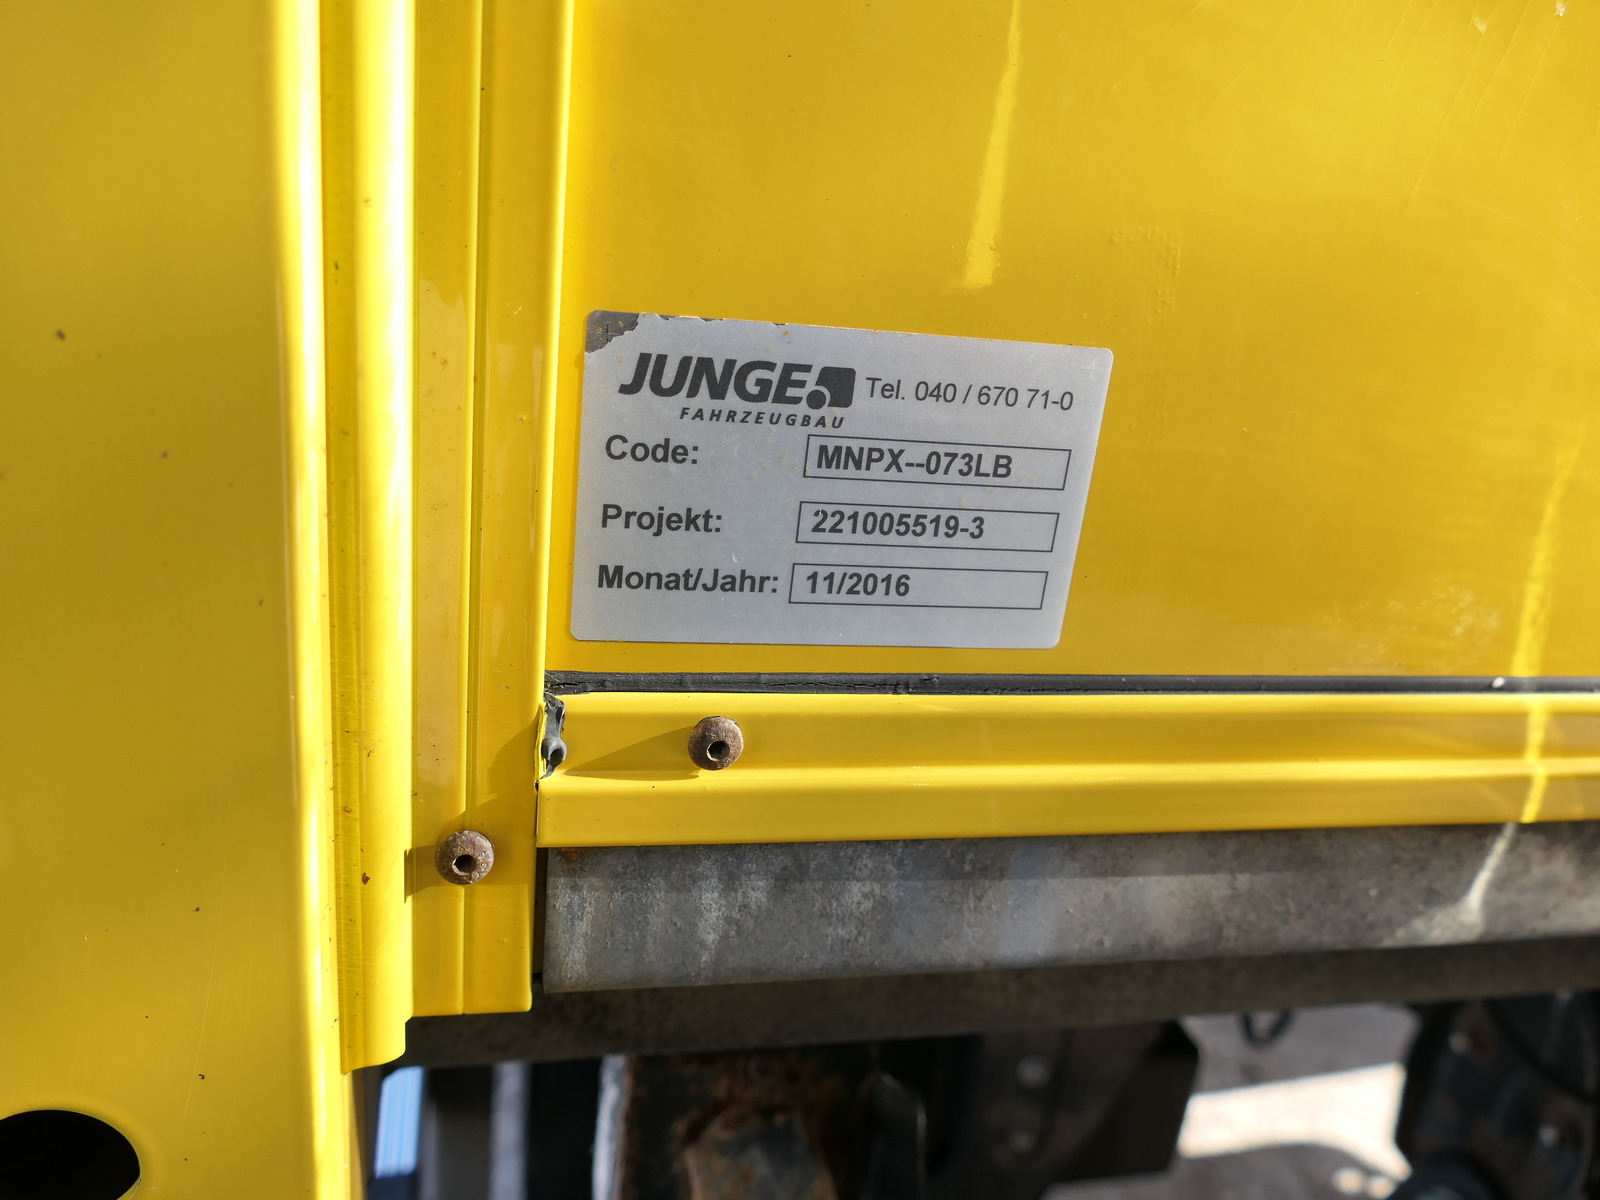 JUNGE Tel. 040 / 670 71-0
FAHRZEUGBAU
Code: MNPX--073LB
Projekt: 221005519-3
Monat/Jahr: 11/2016